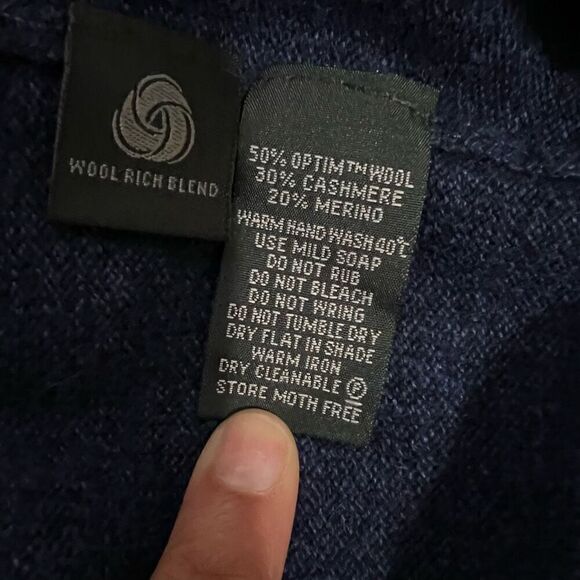 WOOL RICH BLEND
50% OPTIM™ WOOL
30% CASHMERE
20% MERINO
WARM HAND WASH 40°C
USE MILD SOAP
DO NOT RUB
DO NOT BLEACH
DO NOT WRING
DO NOT TUMBLE DRY
DRY FLAT IN SHADE
WARM IRON
DRY CLEANABLE Ⓟ
STORE MOTH FREE